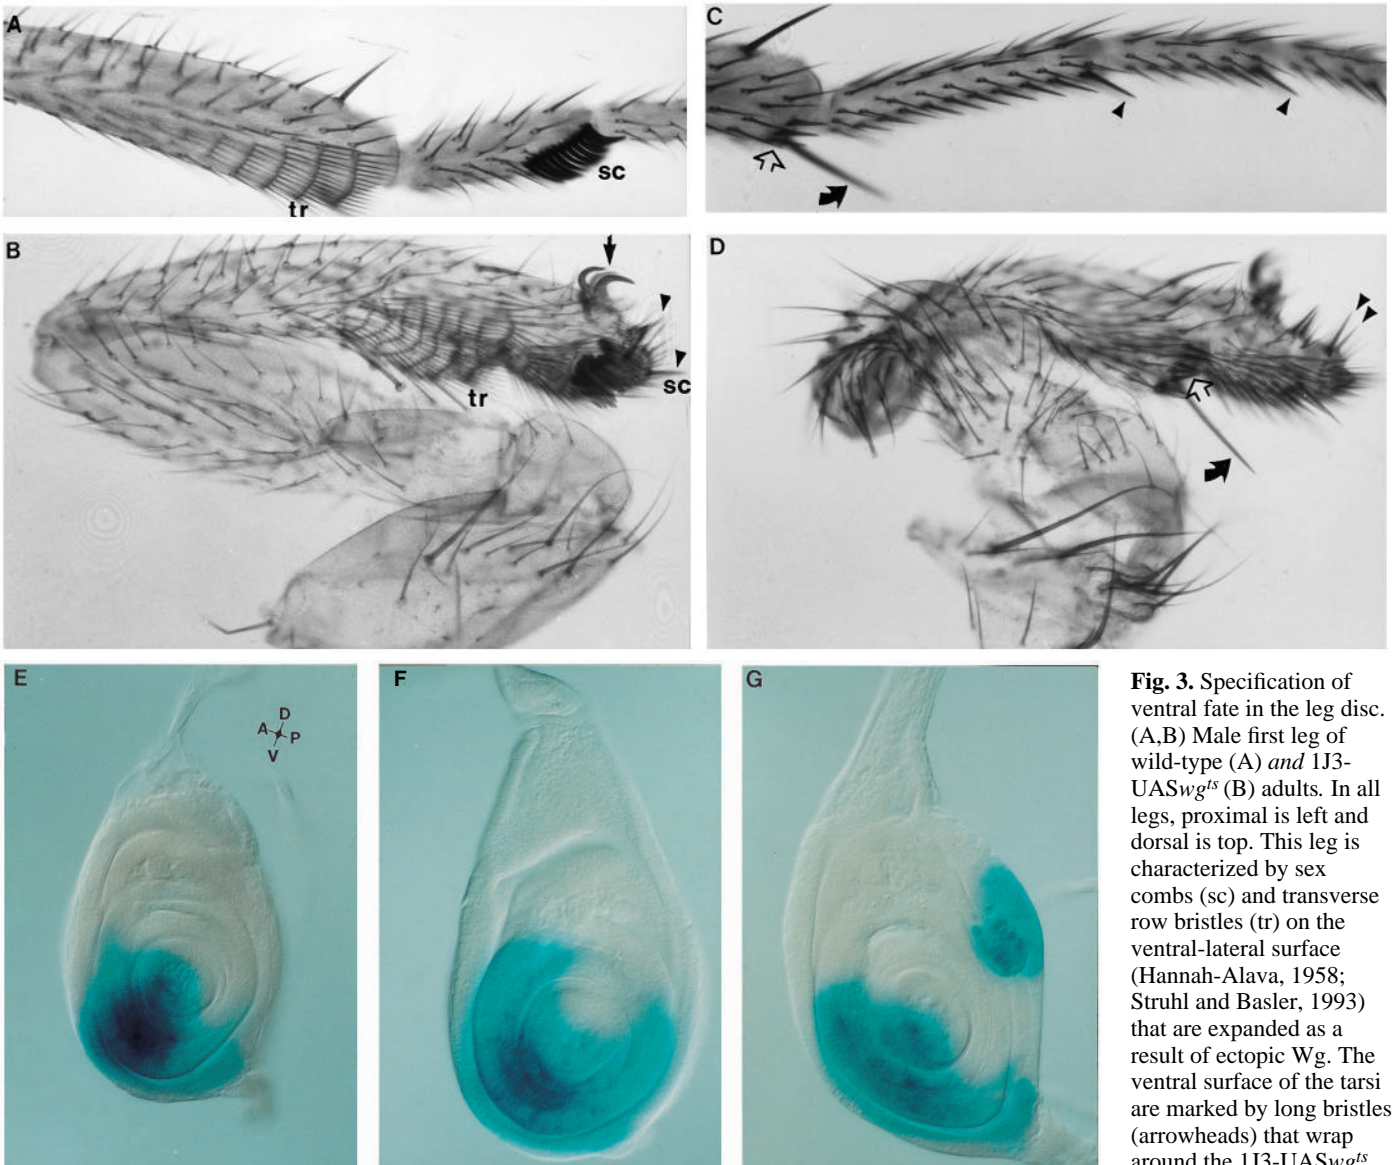 A
sc
tr
C
B
tr
sc
D
E
D
A P
V
F
G
Fig. 3. Specification of
ventral fate in the leg disc.
(A,B) Male first leg of
wild-type (A) and 1J3-
UASwgts (B) adults. In all
legs, proximal is left and
dorsal is top. This leg is
characterized by sex
combs (sc) and transverse
row bristles (tr) on the
ventral-lateral surface
(Hannah-Alava, 1958;
Struhl and Basler, 1993)
that are expanded as a
result of ectopic Wg. The
ventral surface of the tarsi
are marked by long bristles
(arrowheads) that wrap
around the 1J3-UASwgts